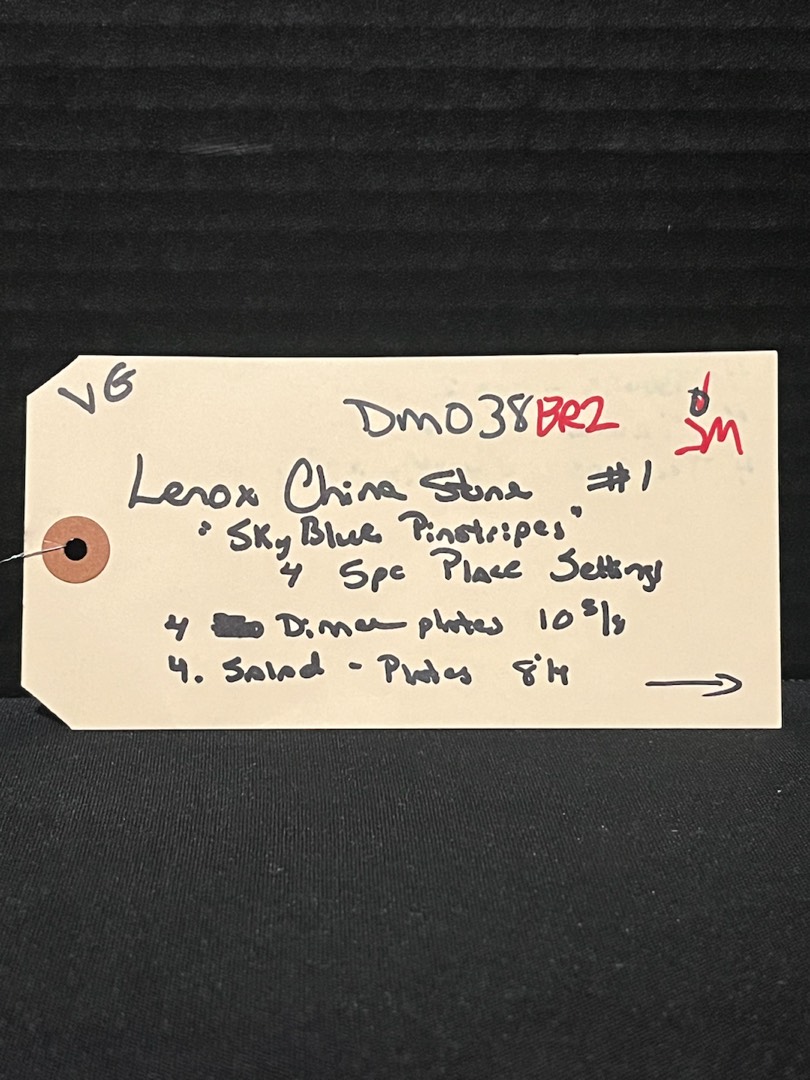 VG
DM038BR2
JM
Lenox China Stone #1
"Sky Blue Pinstripes"
4 5pc Place Settings
4 Dinner plates 10 5/8
4. Salad - Plates 8 1/4